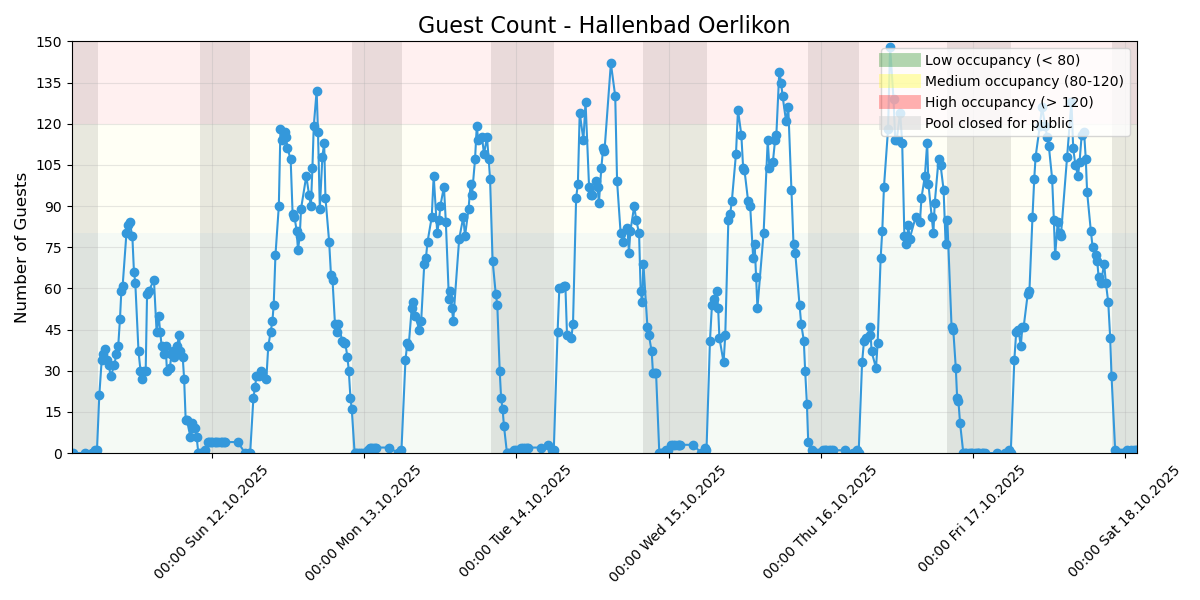 Guest Count - Hallenbad Oerlikon
Number of Guests
150
135
120
105
90
75
60
45
30
15
0
Low occupancy (< 80)
Medium occupancy (80-120)
High occupancy (> 120)
Pool closed for public
00:00 Sun 12.10.2025
00:00 Mon 13.10.2025
00:00 Tue 14.10.2025
00:00 Wed 15.10.2025
00:00 Thu 16.10.2025
00:00 Fri 17.10.2025
00:00 Sat 18.10.2025